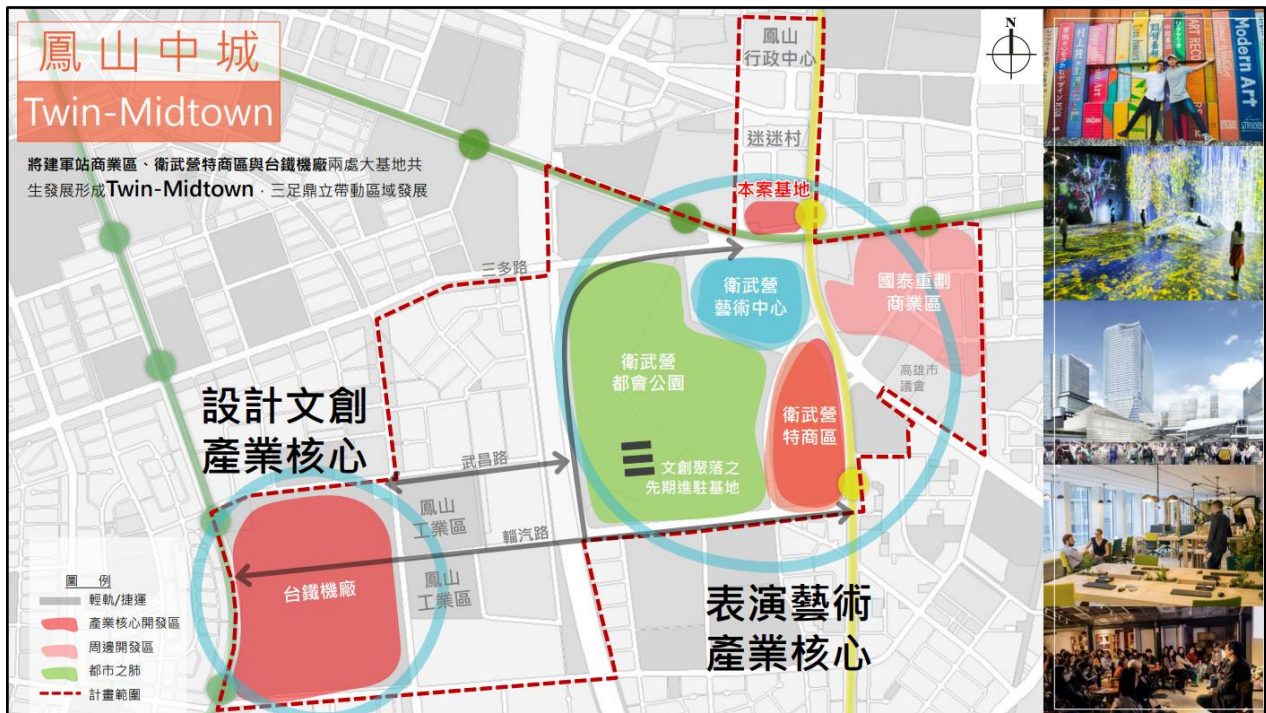 鳳山中城
Twin-Midtown
將建軍站商業區、衛武營特商區與台鐵機廠兩處大基地共
生發展形成Twin-Midtown，三足鼎立帶動區域發展
N
鳳山
行政中心
迷迷村
本案基地
三多路
衛武營
藝術中心
國泰重劃
商業區
衛武營
都會公園
高雄市
議會
設計文創
產業核心
衛武營
特商區
武昌路
文創聚落之
先期進駐基地
鳳山
工業區
輜汽路
鳳山
工業區
台鐵機廠
表演藝術
產業核心
圖 例
輕軌/捷運
產業核心開發區
周邊開發區
都市之肺
計畫範圍
ART RECO
Modern Art